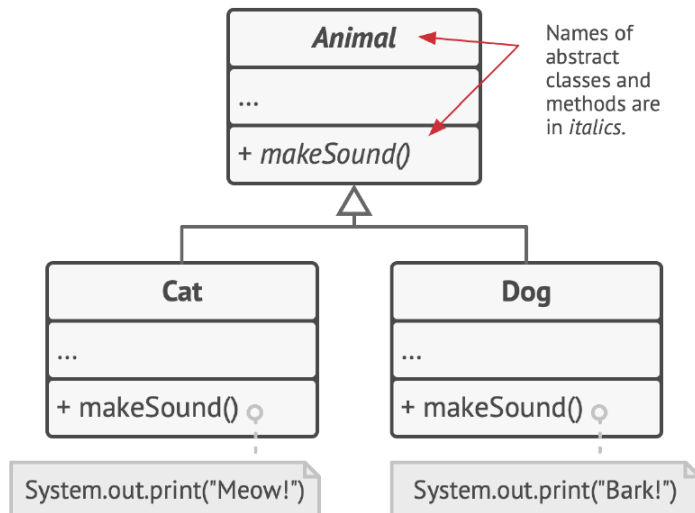 Animal
Names of
abstract
classes and
methods are
in italics.
...
+ makeSound()
Cat
Dog
...
...
+ makeSound()
+ makeSound()
System.out.print("Meow!")
System.out.print("Bark!")